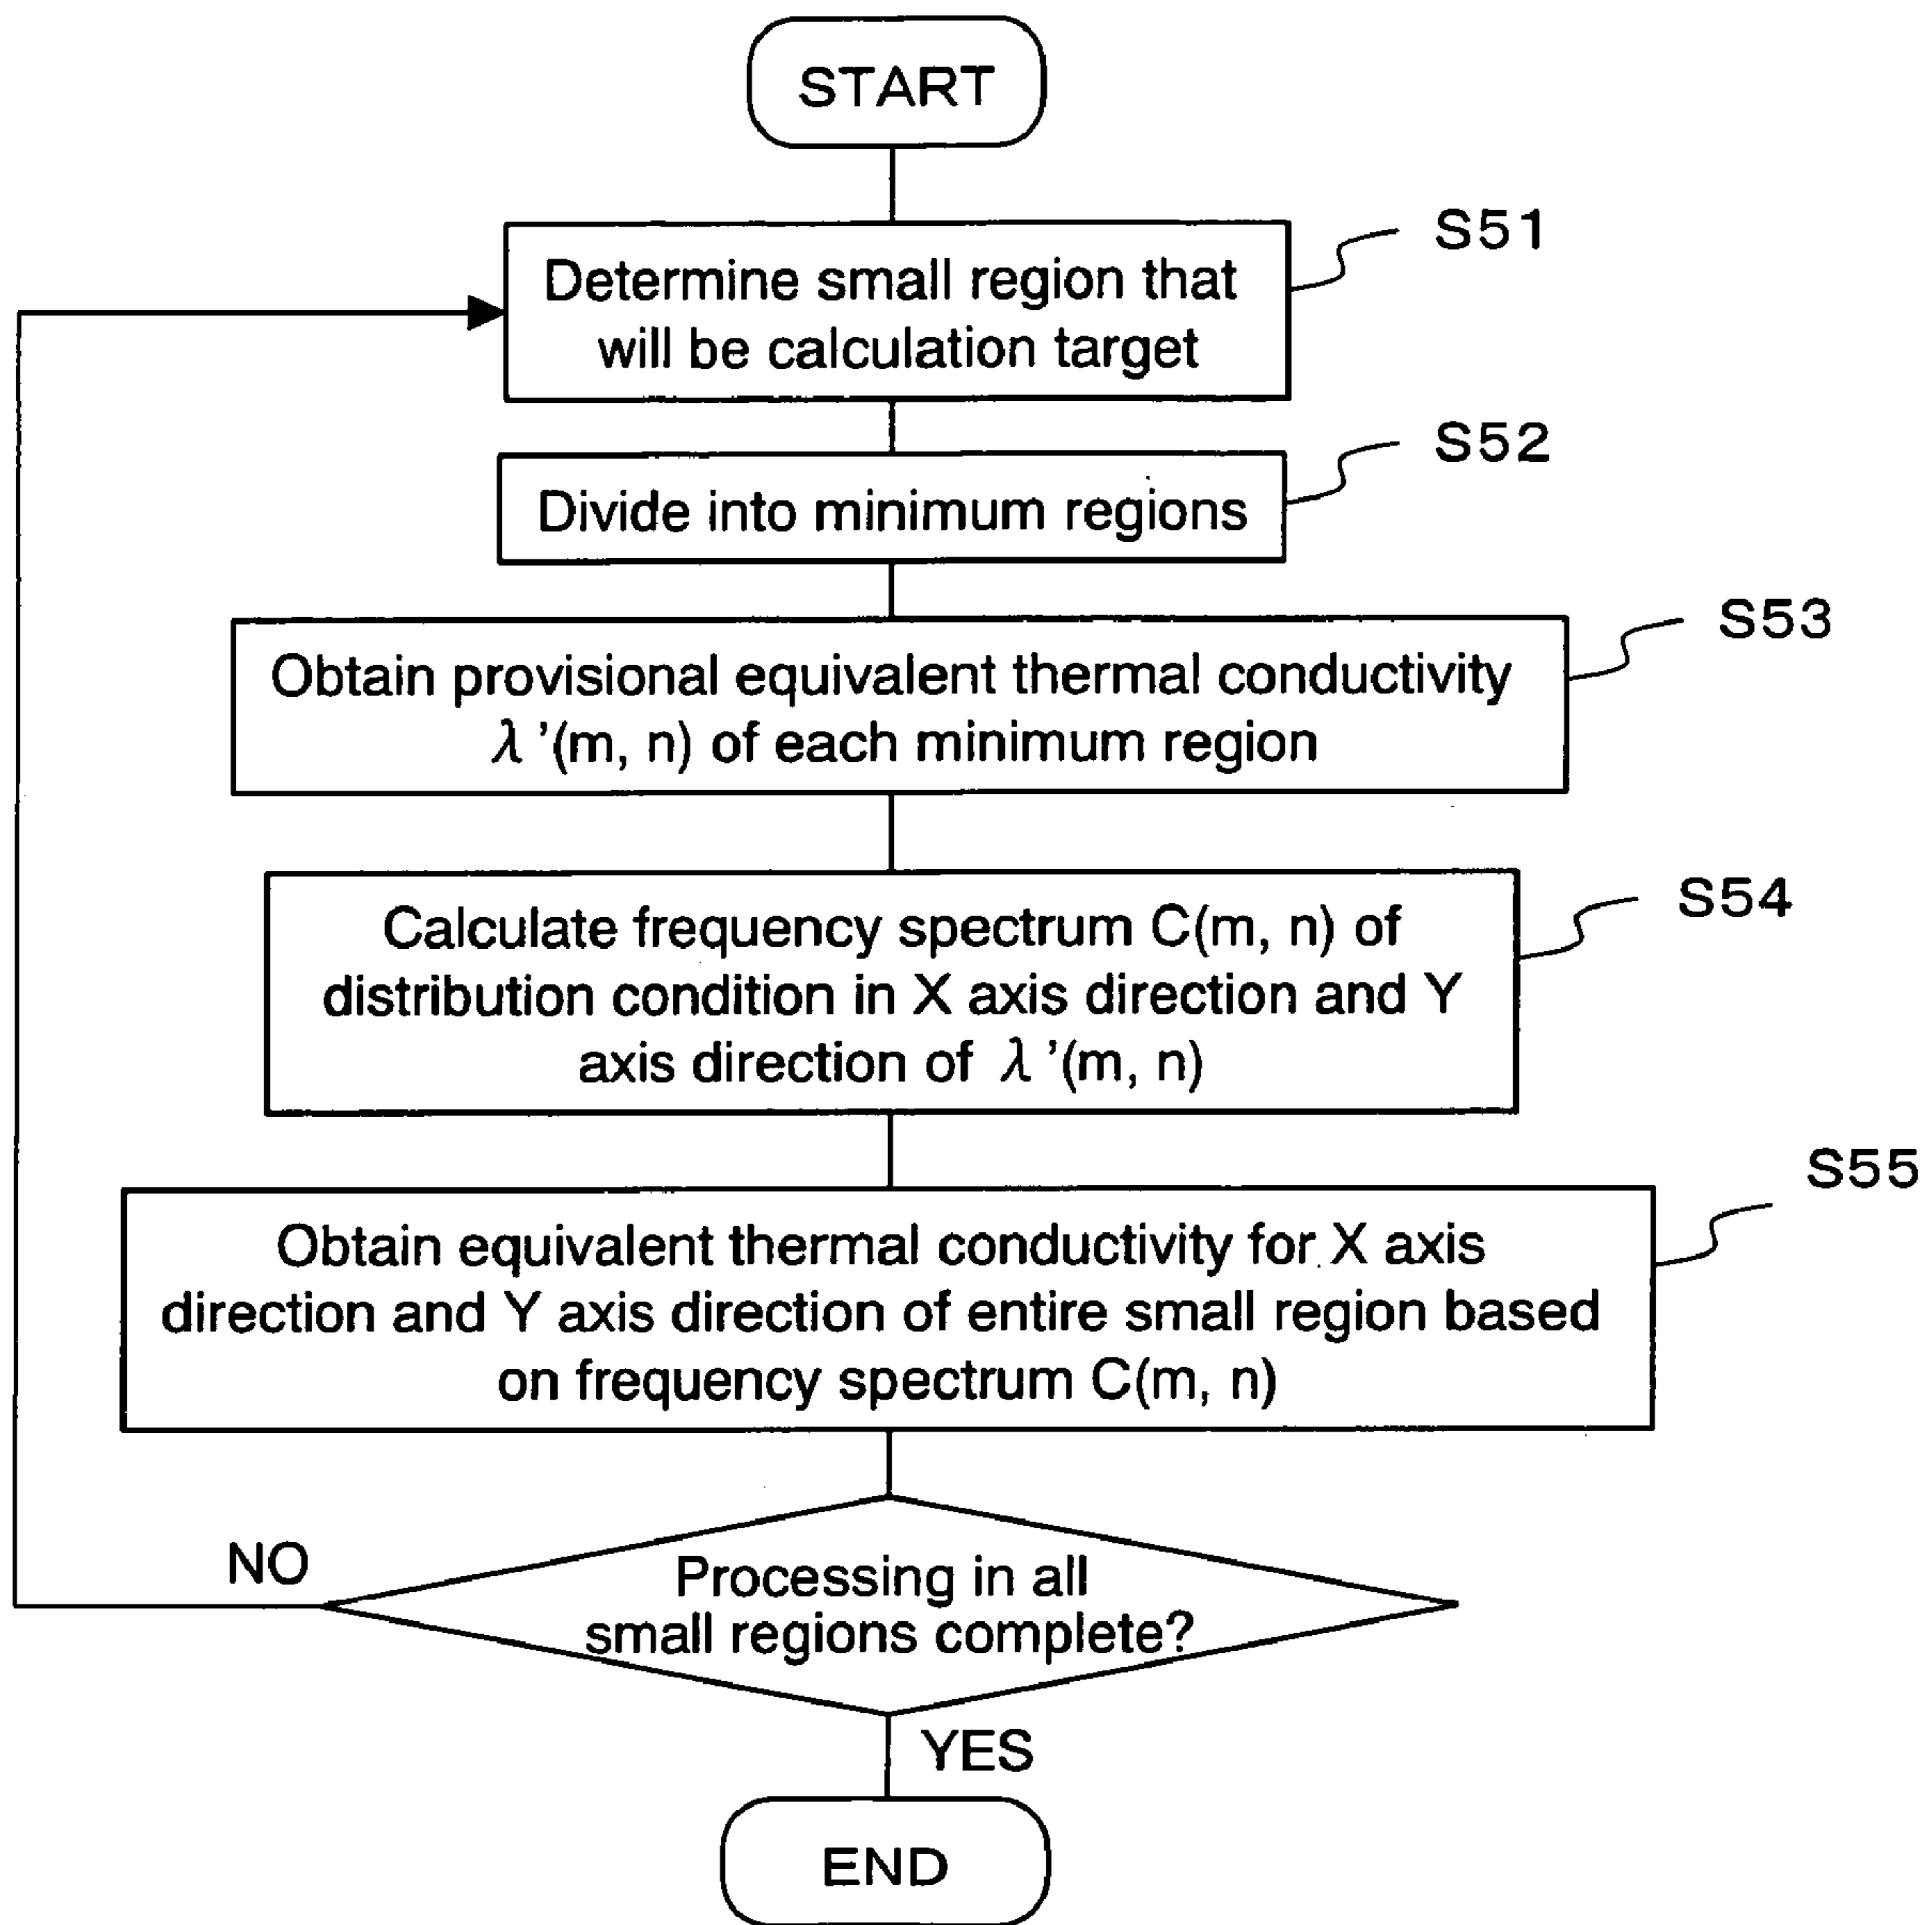 START
S51
Determine small region that
will be calculation target
S52
Divide into minimum regions
S53
Obtain provisional equivalent thermal conductivity
λ'(m, n) of each minimum region
S54
Calculate frequency spectrum C(m, n) of
distribution condition in X axis direction and Y
axis direction of λ'(m, n)
S55
Obtain equivalent thermal conductivity for X axis
direction and Y axis direction of entire small region based
on frequency spectrum C(m, n)
NO
Processing in all
small regions complete?
YES
END